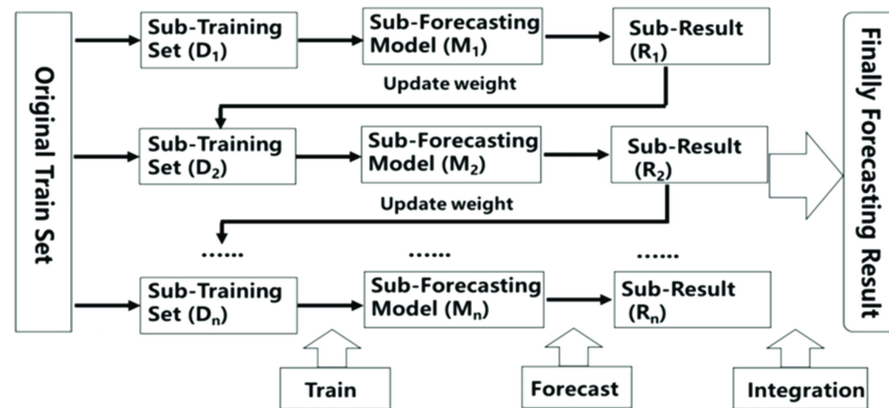 Original Train Set
Sub-Training
Set (D₁)
Sub-Forecasting
Model (M₁)
Sub-Result
(R₁)
Update weight
Sub-Training
Set (D₂)
Sub-Forecasting
Model (M₂)
Sub-Result
(R₂)
Update weight
......
......
......
Sub-Training
Set (Dₙ)
Sub-Forecasting
Model (Mₙ)
Sub-Result
(Rₙ)
Finally Forecasting Result
Train
Forecast
Integration